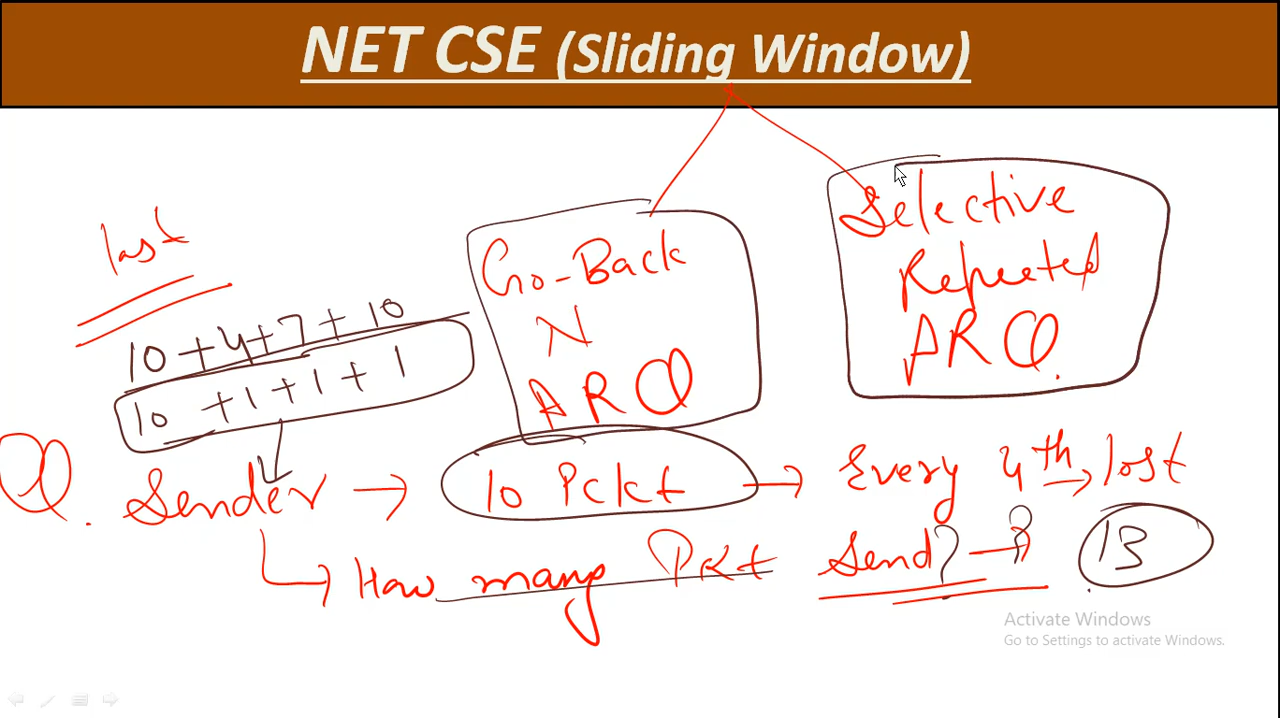 NET CSE (Sliding Window)
last
10 + 4 + 7 + 10
10 + 1 + 1 + 1
Go-Back
N
ARQ
Selective
Repeated
ARQ.
Q. Sender → 10 Pckt → Every 4th → lost
→ How many Pkt Send? → ? 13
Activate Windows
Go to Settings to activate Windows.